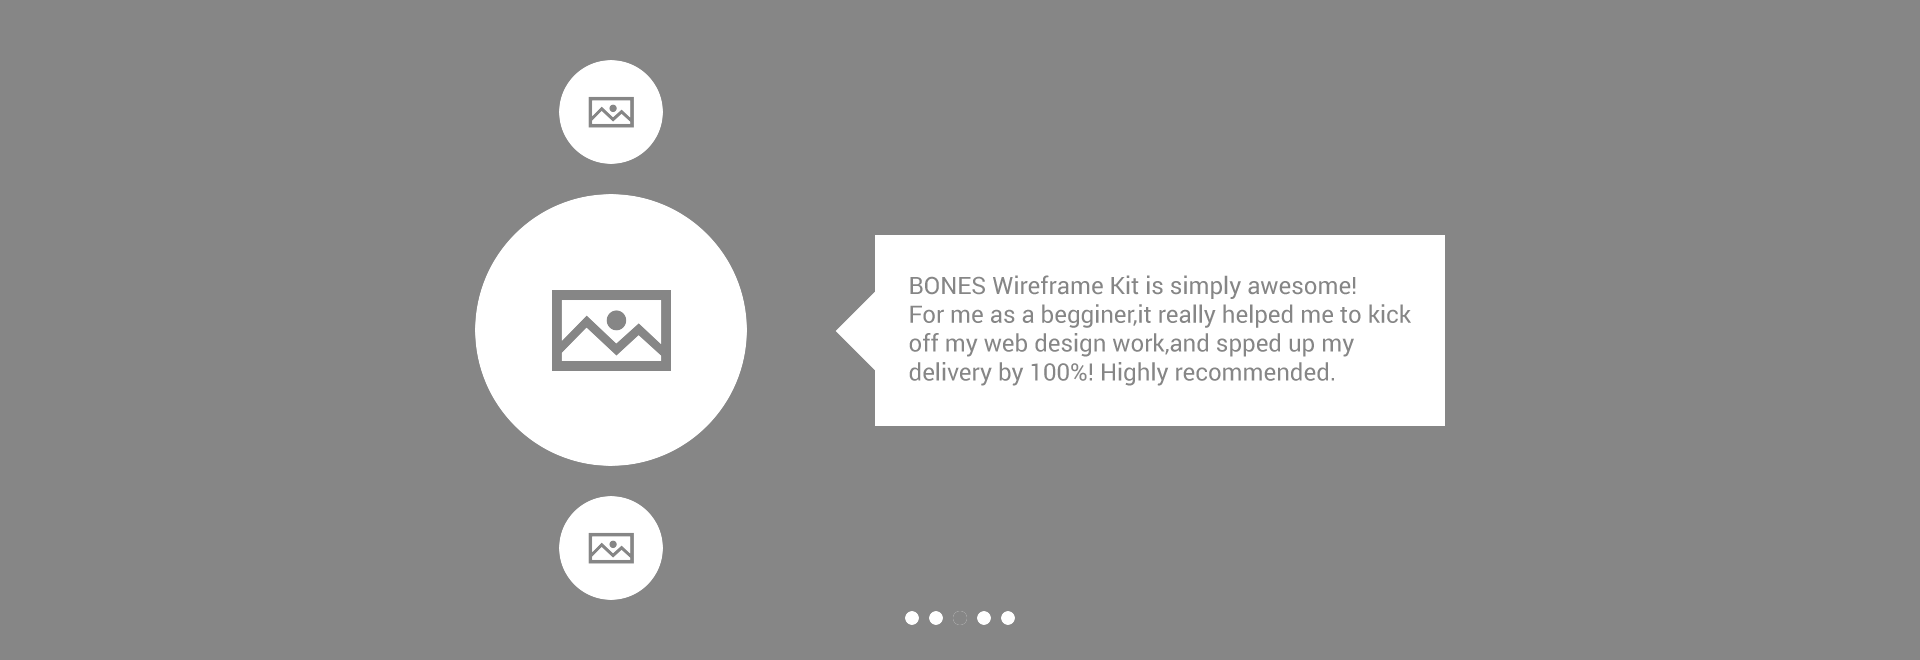 BONES Wireframe Kit is simply awesome!
For me as a begginer,it really helped me to kick
off my web design work,and spped up my
delivery by 100%! Highly recommended.